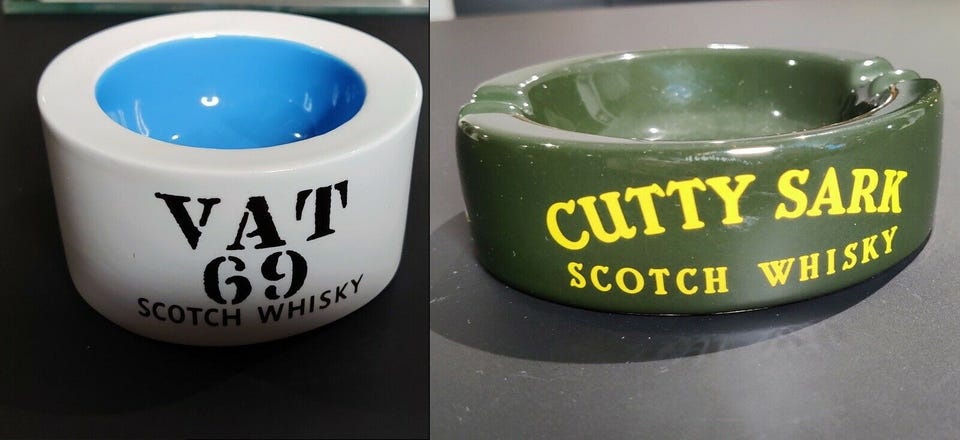 VAT
69
SCOTCH WHISKY
CUTTY SARK
SCOTCH WHISKY